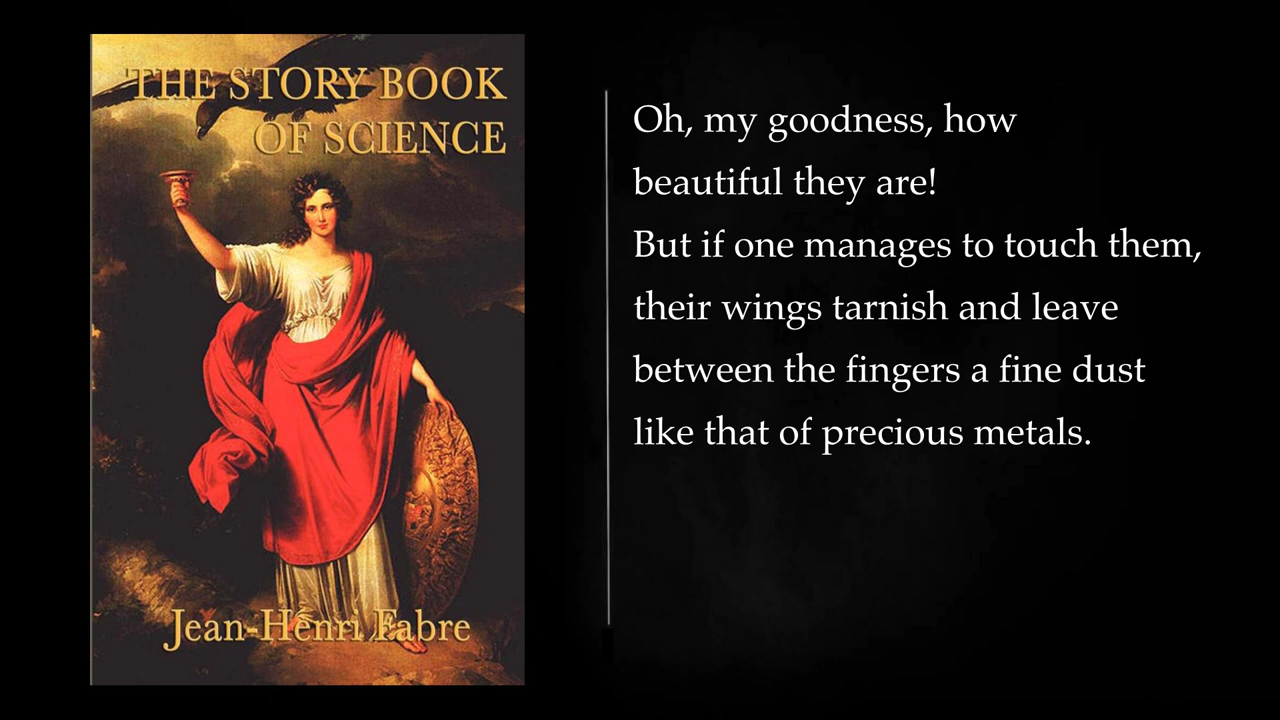 THE STORY BOOK
OF SCIENCE
Jean-Henri Fabre
Oh, my goodness, how
beautiful they are!
But if one manages to touch them,
their wings tarnish and leave
between the fingers a fine dust
like that of precious metals.